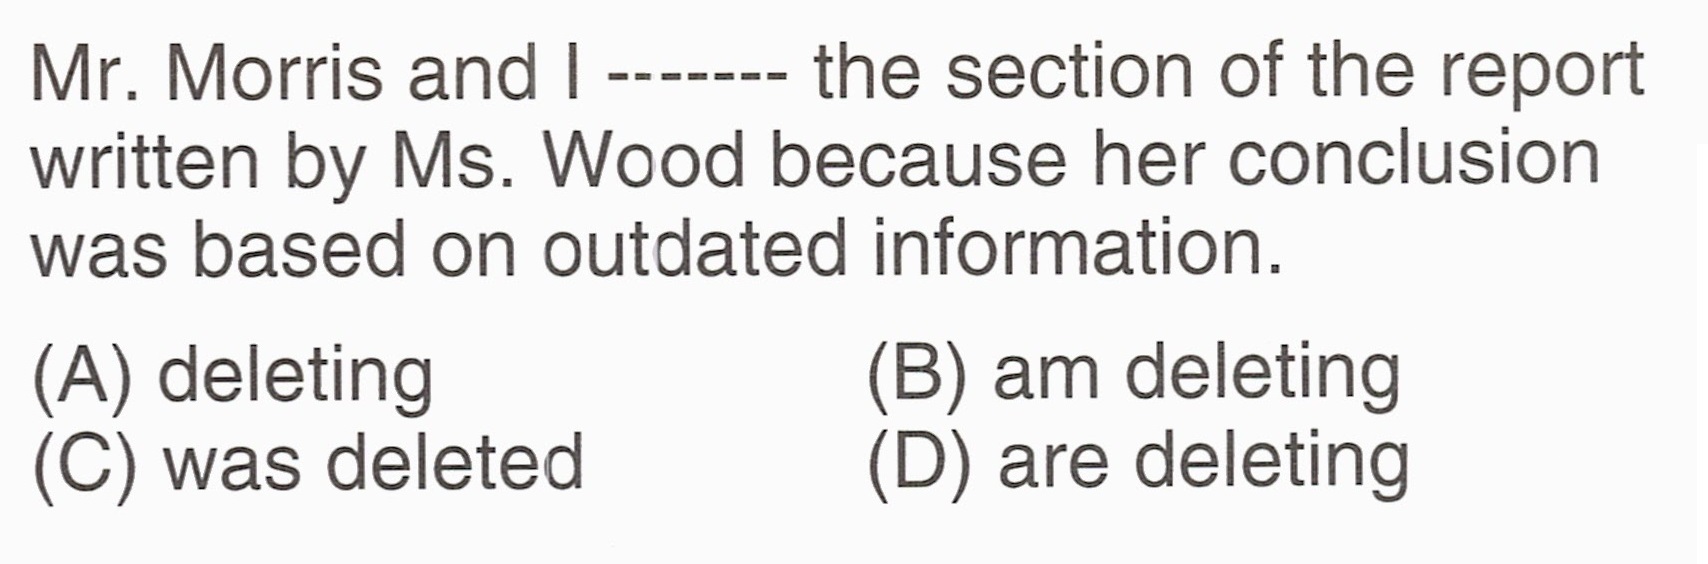 Mr. Morris and I ------- the section of the report
written by Ms. Wood because her conclusion
was based on outdated information.
(A) deleting (B) am deleting
(C) was deleted (D) are deleting